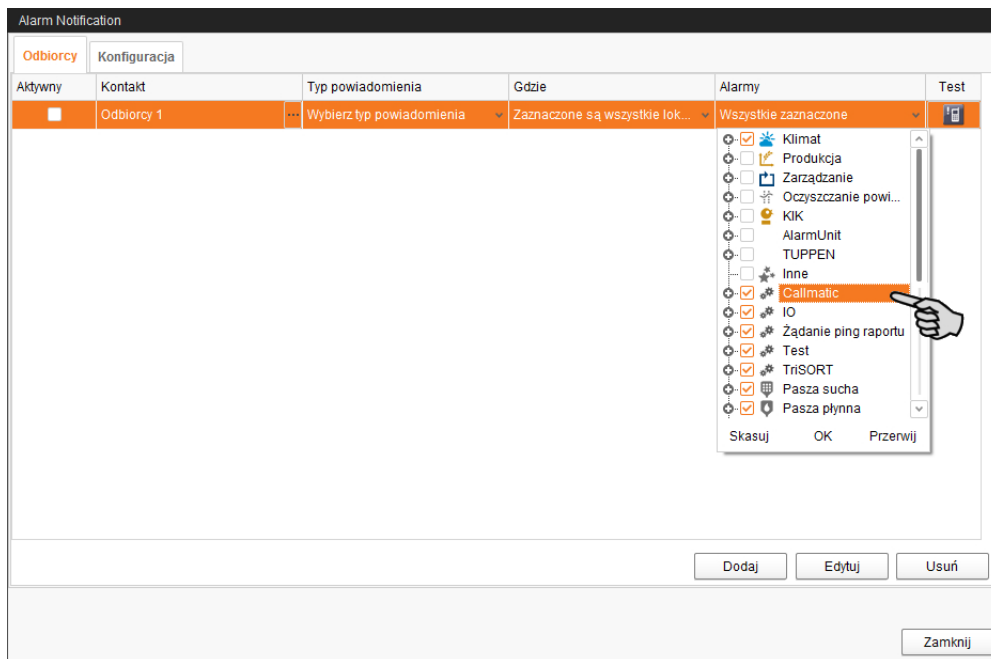 Alarm Notification
Odbiorcy Konfiguracja
Aktywny Kontakt Typ powiadomienia Gdzie Alarmy Test
Odbiorcy 1 ... Wybierz typ powiadomienia Zaznaczone są wszystkie lok... Wszystkie zaznaczone
Klimat
Produkcja
Zarządzanie
Oczyszczanie powi...
KIK
AlarmUnit
TUPPEN
Inne
Callmatic
IO
Żądanie ping raportu
Test
TriSORT
Pasza sucha
Pasza płynna
Skasuj OK Przerwij
Dodaj Edytuj Usuń
Zamknij